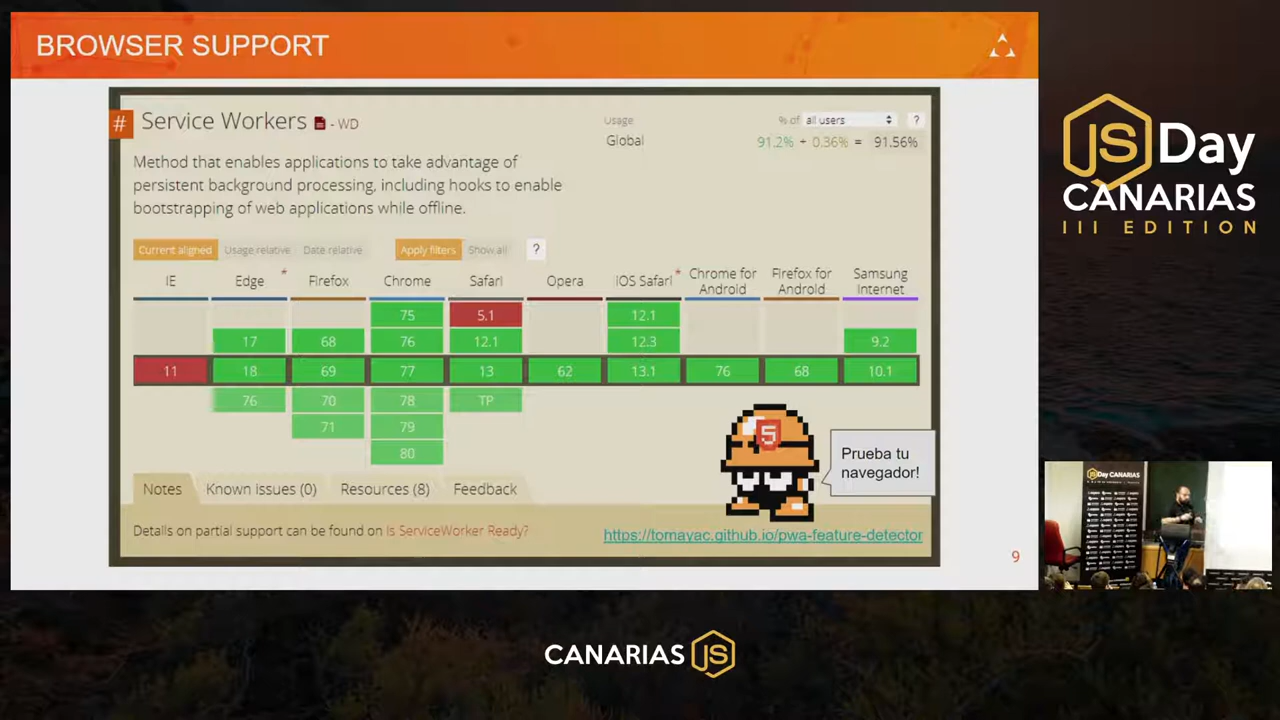 BROWSER SUPPORT
# Service Workers - WD
Usage
% of all users ?
Global
91.2% + 0.36% = 91.56%
Method that enables applications to take advantage of
persistent background processing, including hooks to enable
bootstrapping of web applications while offline.
Current aligned Usage relative Date relative Apply filters Show all ?
IE Edge * Firefox Chrome Safari Opera iOS Safari * Chrome for Android Firefox for Android Samsung Internet
75 5.1 12.1
17 68 76 12.1 12.3 9.2
11 18 69 77 13 62 13.1 76 68 10.1
76 70 78 TP
71 79
80
5
Prueba tu
navegador!
Notes Known issues (0) Resources (8) Feedback
Details on partial support can be found on Is ServiceWorker Ready?
https://tomayac.github.io/pwa-feature-detector
9
JS Day
CANARIAS
III EDITION
JSDay CANARIAS
CANARIAS JS